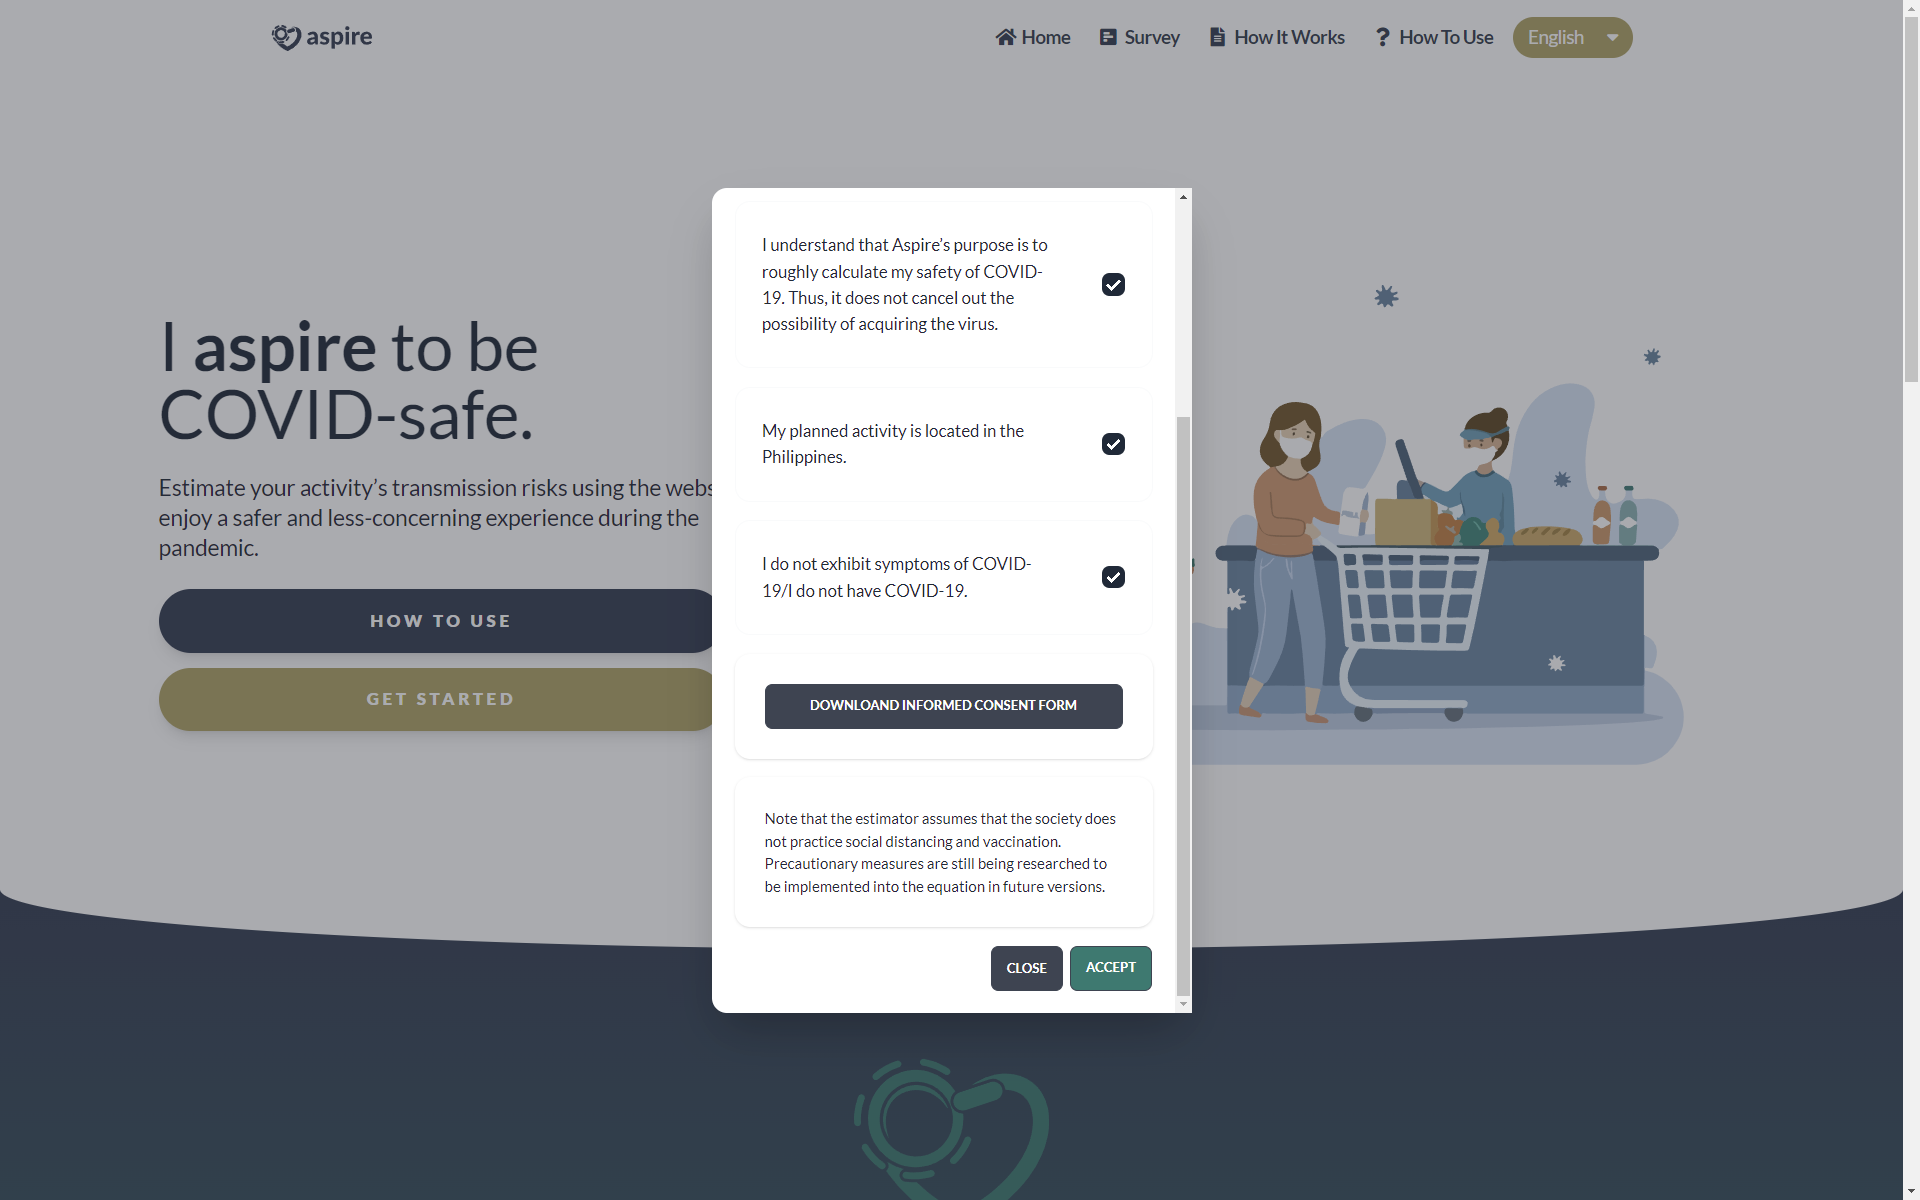 aspire
Home
Survey
How It Works
How To Use
English
I aspire to be
COVID-safe.
Estimate your activity's transmission risks using the webs
enjoy a safer and less-concerning experience during the
pandemic.
HOW TO USE
GET STARTED
I understand that Aspire's purpose is to
roughly calculate my safety of COVID-
19. Thus, it does not cancel out the
possibility of acquiring the virus.
My planned activity is located in the
Philippines.
I do not exhibit symptoms of COVID-
19/I do not have COVID-19.
DOWNLOAND INFORMED CONSENT FORM
Note that the estimator assumes that the society does
not practice social distancing and vaccination.
Precautionary measures are still being researched to
be implemented into the equation in future versions.
CLOSE
ACCEPT